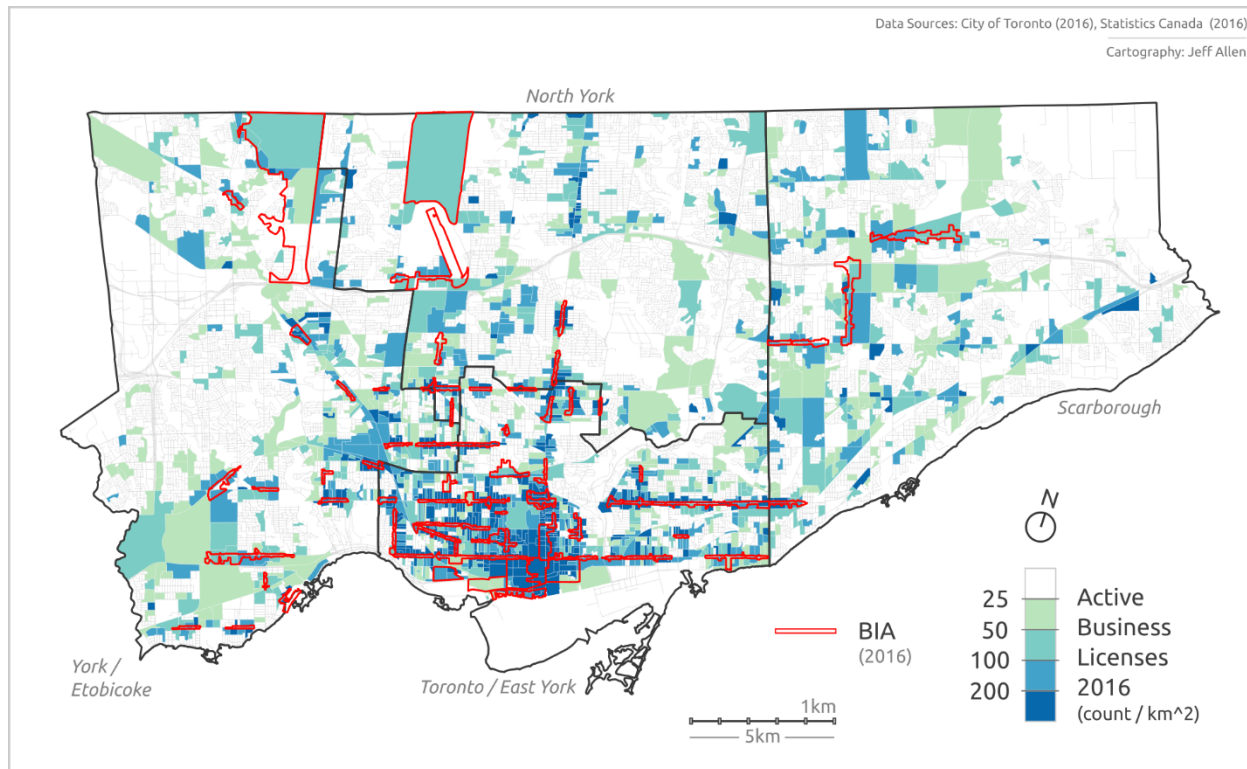 Data Sources: City of Toronto (2016), Statistics Canada (2016)
Cartography: Jeff Allen
North York
Scarborough
N
York /
Etobicoke
Toronto / East York
BIA
(2016)
25
50
100
200
Active
Business
Licenses
2016
(count / km^2)
1km
5km